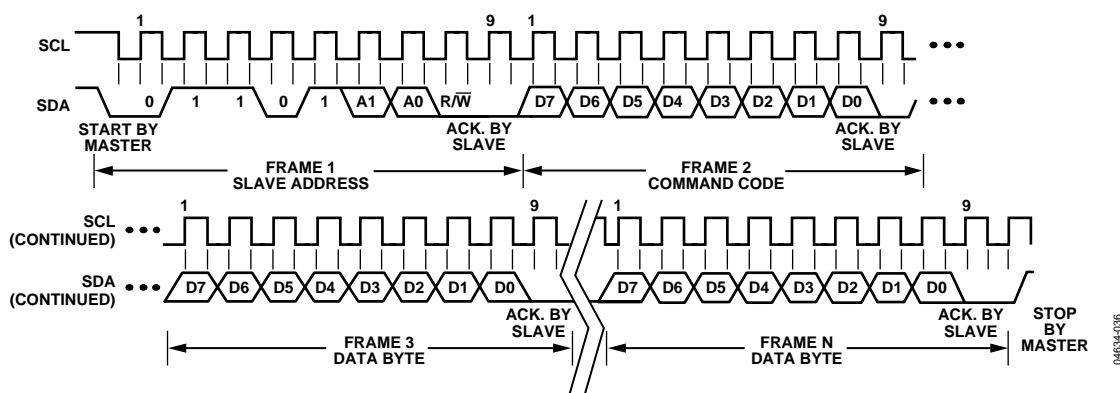 1 9 1 9
SCL
SDA 0 1 1 0 1 A1 A0 R/W̅ D7 D6 D5 D4 D3 D2 D1 D0
START BY MASTER
ACK. BY SLAVE
ACK. BY SLAVE
FRAME 1
SLAVE ADDRESS
FRAME 2
COMMAND CODE
1 9 1 9
SCL
(CONTINUED)
SDA
(CONTINUED)
D7 D6 D5 D4 D3 D2 D1 D0 D7 D6 D5 D4 D3 D2 D1 D0
ACK. BY
SLAVE
ACK. BY
SLAVE
STOP
BY
MASTER
FRAME 3
DATA BYTE
FRAME N
DATA BYTE
04634-036